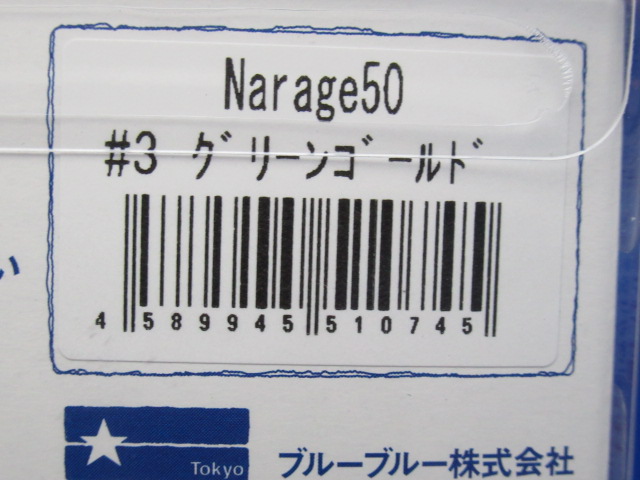 Narage50
#3 グリーンゴールド
4 589945 510745
い
Tokyo
ブルーブルー株式会社